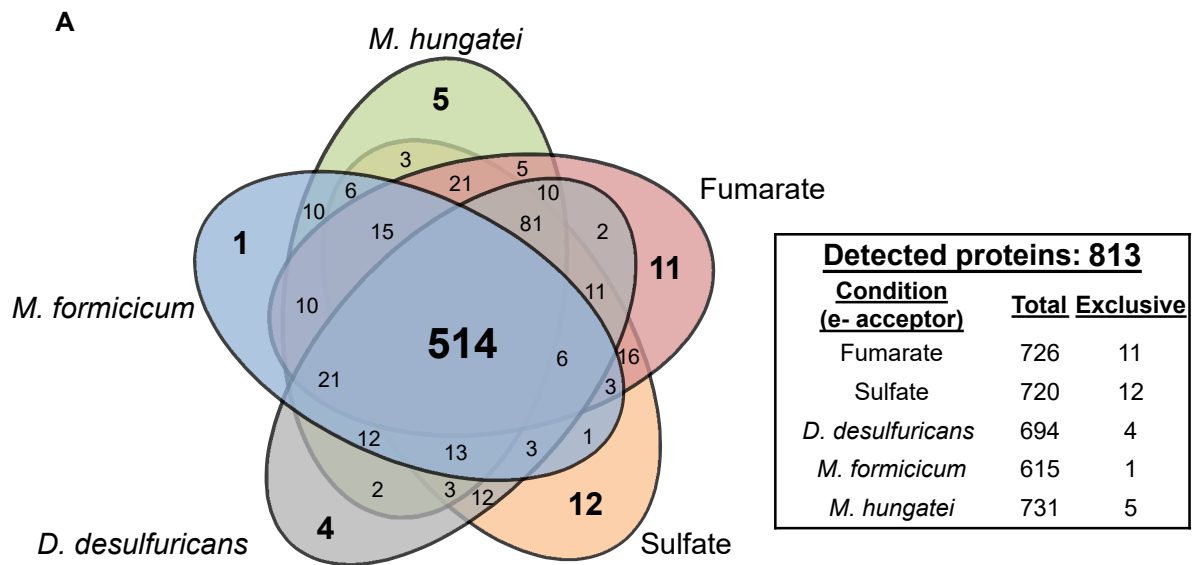 A
M. hungatei
5
3
5
Fumarate
6
21
10
10
1
15
81
2
11
M. formicicum
10
11
514
6
16
21
3
12
13
3
1
2
3
12
12
4
D. desulfuricans
Sulfate
Detected proteins: 813
Condition
(e- acceptor)
Total Exclusive
Fumarate 726 11
Sulfate 720 12
D. desulfuricans 694 4
M. formicicum 615 1
M. hungatei 731 5